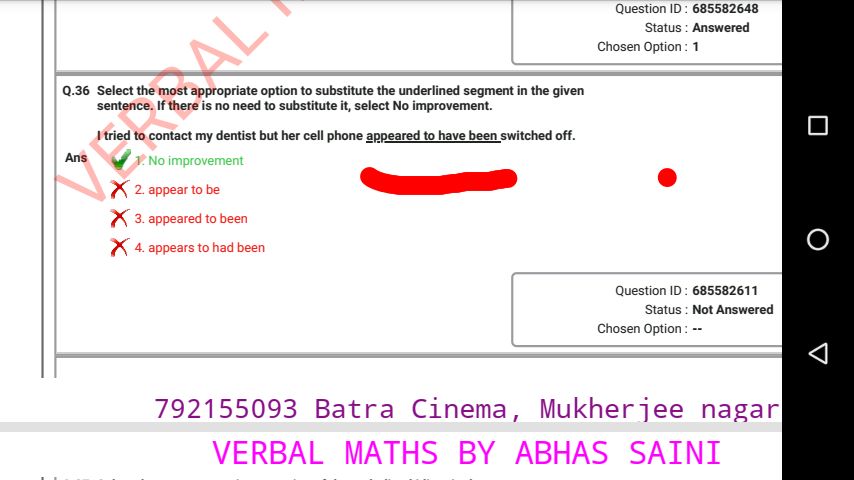 Question ID : 685582648
Status : Answered
Chosen Option : 1
Q.36 Select the most appropriate option to substitute the underlined segment in the given
sentence. If there is no need to substitute it, select No improvement.
I tried to contact my dentist but her cell phone appeared to have been switched off.
Ans 1. No improvement
2. appear to be
3. appeared to been
4. appears to had been
Question ID : 685582611
Status : Not Answered
Chosen Option : --
792155093 Batra Cinema, Mukherjee nagar
VERBAL MATHS BY ABHAS SAINI
VERBAL